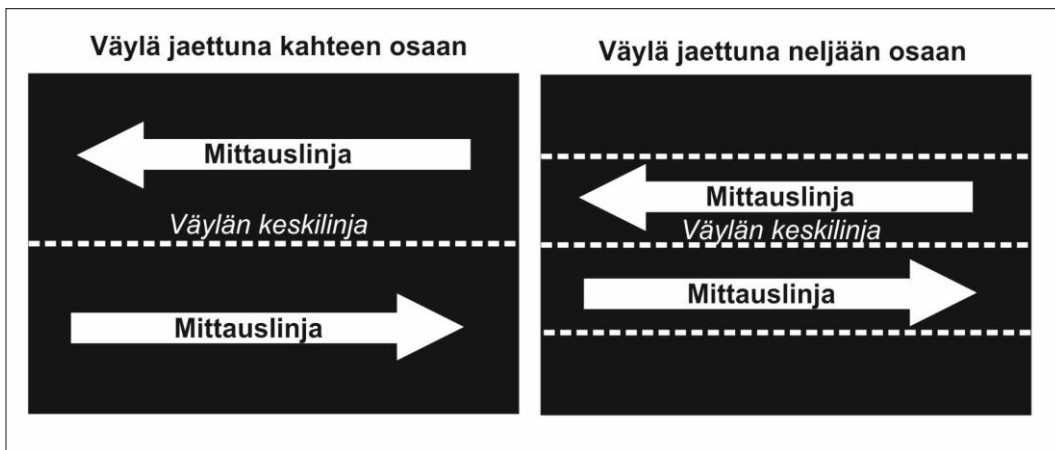 Väylä jaettuna kahteen osaan
Mittauslinja
Väylän keskilinja
Mittauslinja
Väylä jaettuna neljään osaan
Mittauslinja
Väylän keskilinja
Mittauslinja